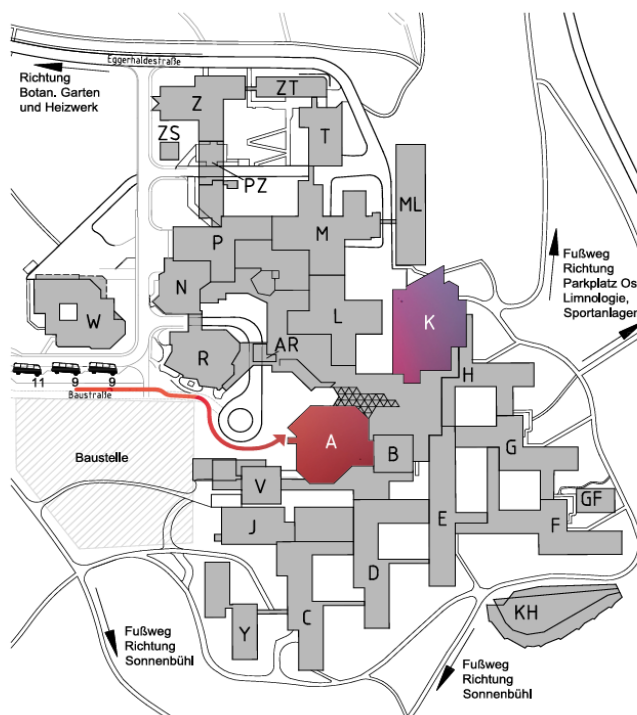 Eggerhaldestraße
Richtung
Botan. Garten
und Heizwerk
Z
ZT
ZS
T
PZ
ML
P
M
N
W
L
K
R
AR
H
11
9
9
Baustraße
Baustelle
A
B
G
V
GF
J
E
F
D
C
Y
KH
Fußweg
Richtung
Parkplatz Os
Limnologie,
Sportanlagen
Fußweg
Richtung
Sonnenbühl
Fußweg
Richtung
Sonnenbühl